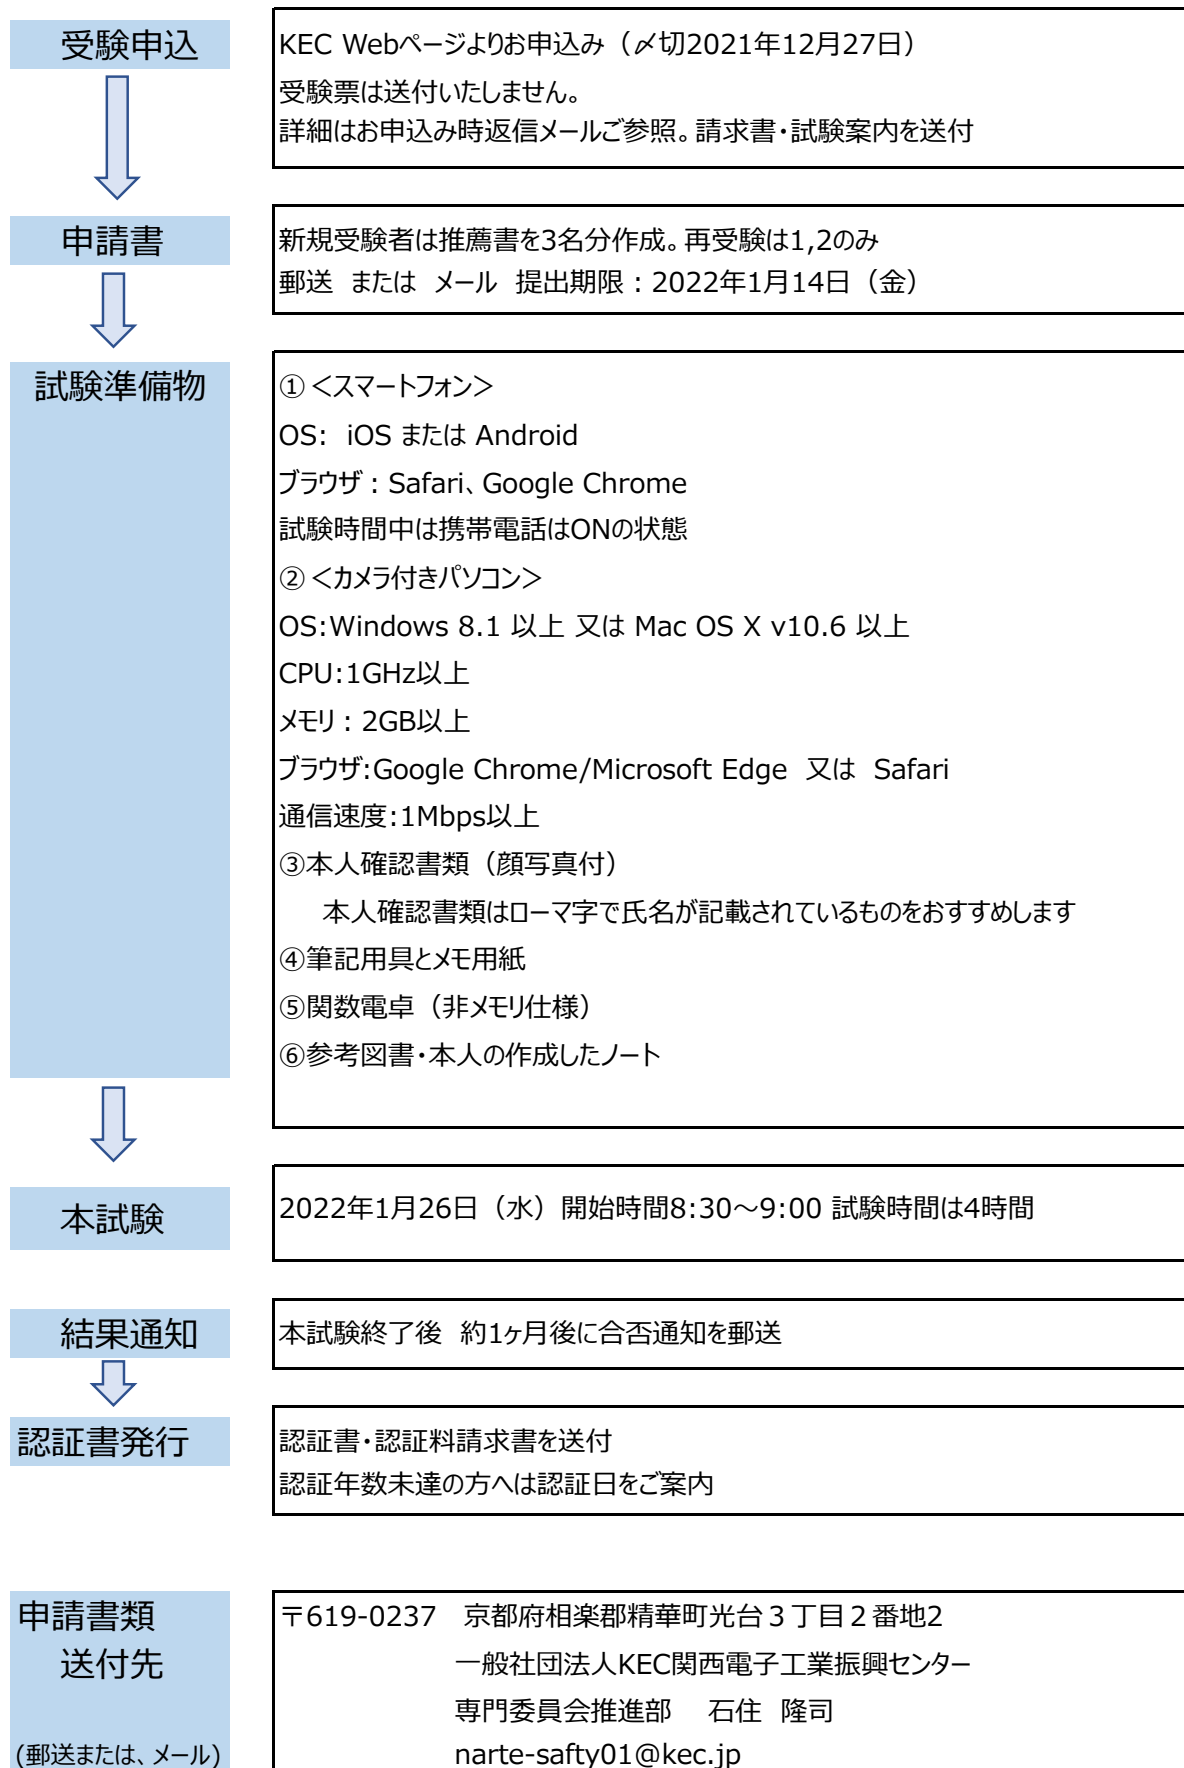 受験申込
KEC Webページよりお申込み（〆切2021年12月27日）
受験票は送付いたしません。
詳細はお申込み時返信メールご参照。請求書・試験案内を送付
申請書
新規受験者は推薦書を3名分作成。再受験は1,2のみ
郵送 または メール 提出期限：2022年1月14日（金）
試験準備物
①＜スマートフォン＞
OS: iOS または Android
ブラウザ：Safari、Google Chrome
試験時間中は携帯電話はONの状態
②＜カメラ付きパソコン＞
OS:Windows 8.1 以上 又は Mac OS X v10.6 以上
CPU:1GHz以上
メモリ：2GB以上
ブラウザ:Google Chrome/Microsoft Edge 又は Safari
通信速度:1Mbps以上
③本人確認書類（顔写真付）
本人確認書類はローマ字で氏名が記載されているものをおすすめします
④筆記用具とメモ用紙
⑤関数電卓（非メモリ仕様）
⑥参考図書・本人の作成したノート
本試験
2022年1月26日（水）開始時間8:30～9:00 試験時間は4時間
結果通知
本試験終了後 約1ヶ月後に合否通知を郵送
認証書発行
認証書・認証料請求書を送付
認証年数未達の方へは認証日をご案内
申請書類
送付先
(郵送または、メール)
〒619-0237 京都府相楽郡精華町光台３丁目２番地2
一般社団法人KEC関西電子工業振興センター
専門委員会推進部 石住 隆司
narte-safty01@kec.jp